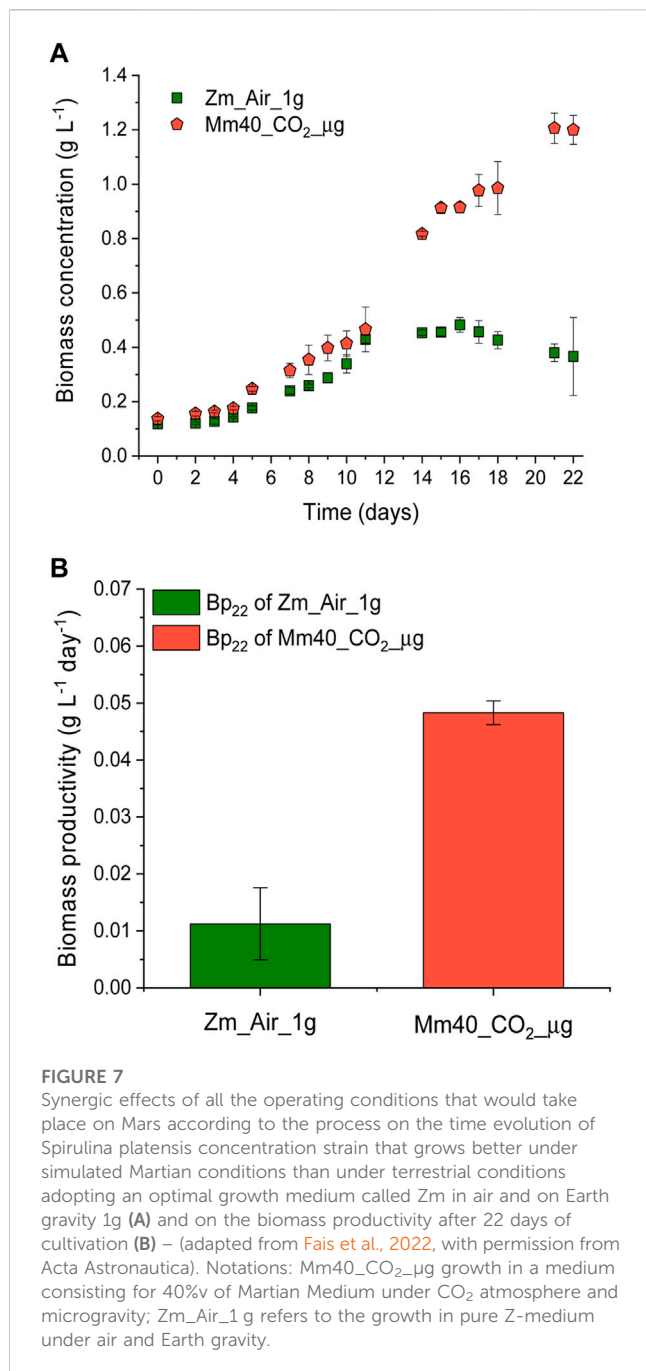 A
Zm_Air_1g
Mm40_CO₂_µg
Biomass concentration (g L⁻¹)
1.4
1.2
1.0
0.8
0.6
0.4
0.2
0.0
0 2 4 6 8 10 12 14 16 18 20 22
Time (days)
B
Bp₂₂ of Zm_Air_1g
Bp₂₂ of Mm40_CO₂_µg
Biomass productivity (g L⁻¹ day⁻¹)
0.07
0.06
0.05
0.04
0.03
0.02
0.01
0.00
Zm_Air_1g Mm40_CO₂_µg
FIGURE 7
Synergic effects of all the operating conditions that would take
place on Mars according to the process on the time evolution of
Spirulina platensis concentration strain that grows better under
simulated Martian conditions than under terrestrial conditions
adopting an optimal growth medium called Zm in air and on Earth
gravity 1g (A) and on the biomass productivity after 22 days of
cultivation (B) – (adapted from Fais et al., 2022, with permission from
Acta Astronautica). Notations: Mm40_CO₂_µg growth in a medium
consisting for 40%v of Martian Medium under CO₂ atmosphere and
microgravity; Zm_Air_1 g refers to the growth in pure Z-medium
under air and Earth gravity.